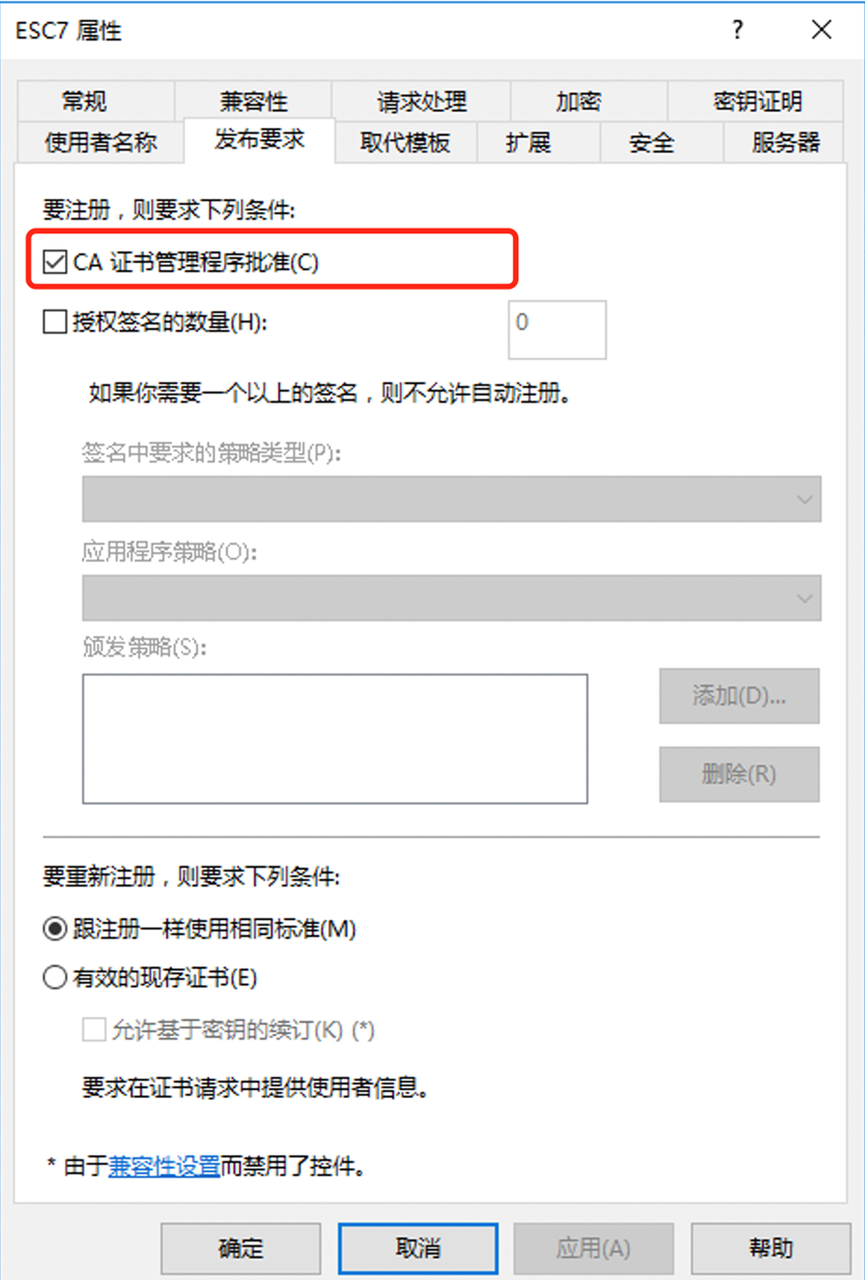 ESC7 属性
常规 兼容性 请求处理 加密 密钥证明
使用者名称 发布要求 取代模板 扩展 安全 服务器
要注册，则要求下列条件:
CA 证书管理程序批准(C)
授权签名的数量(H): 0
如果你需要一个以上的签名，则不允许自动注册。
签名中要求的策略类型(P):
应用程序策略(O):
颁发策略(S):
添加(D)...
删除(R)
要重新注册，则要求下列条件:
跟注册一样使用相同标准(M)
有效的现存证书(E)
允许基于密钥的续订(K) (*)
要求在证书请求中提供使用者信息。
* 由于兼容性设置而禁用了控件。
确定 取消 应用(A) 帮助